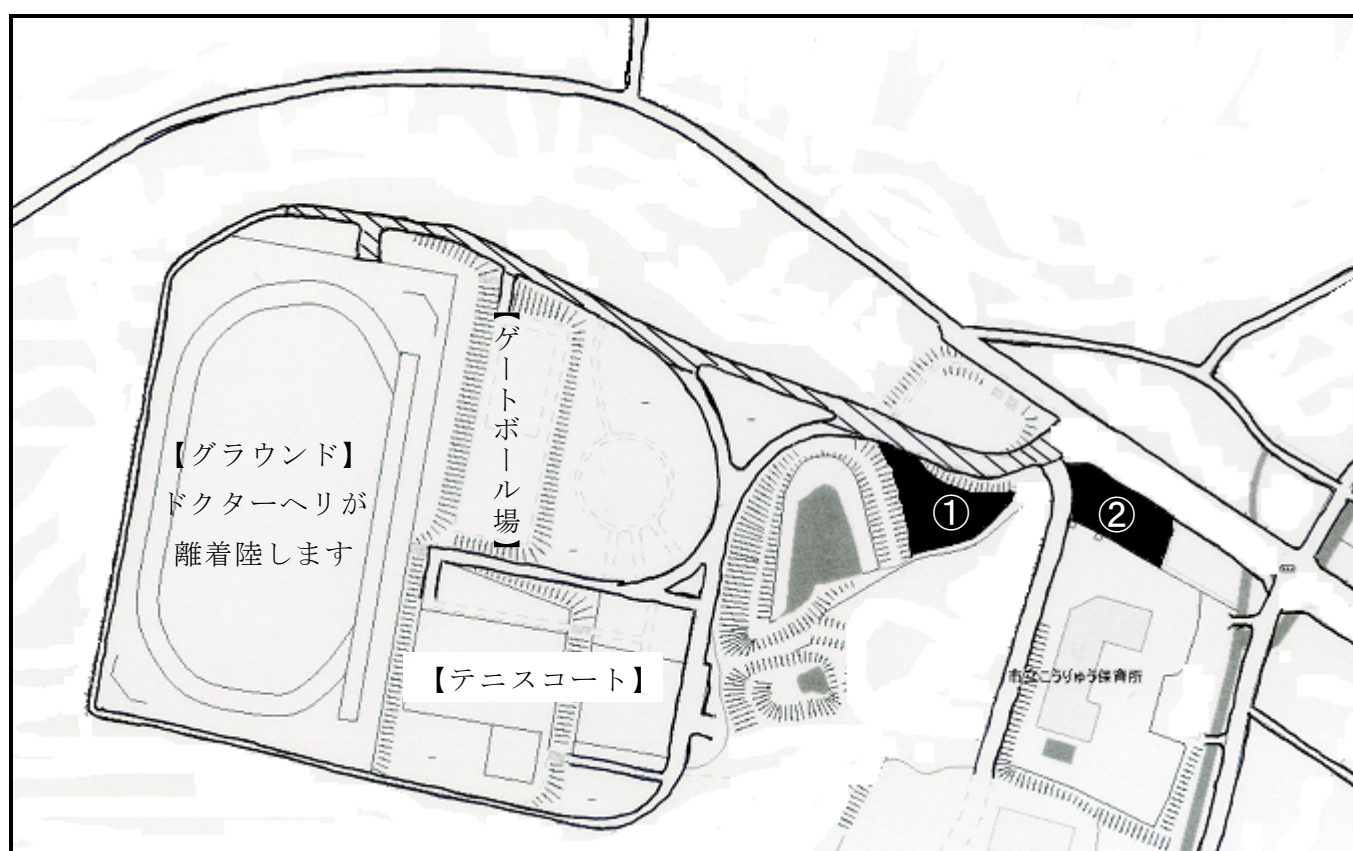 【グラウンド】
ドクターヘリが
離着陸します
【ゲートボール場】
【テニスコート】
①
②
市立こうりゅう保育所